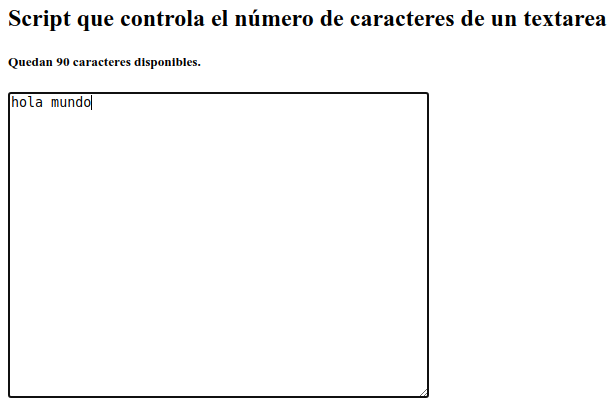 Script que controla el número de caracteres de un textarea
Quedan 90 caracteres disponibles.
hola mundo